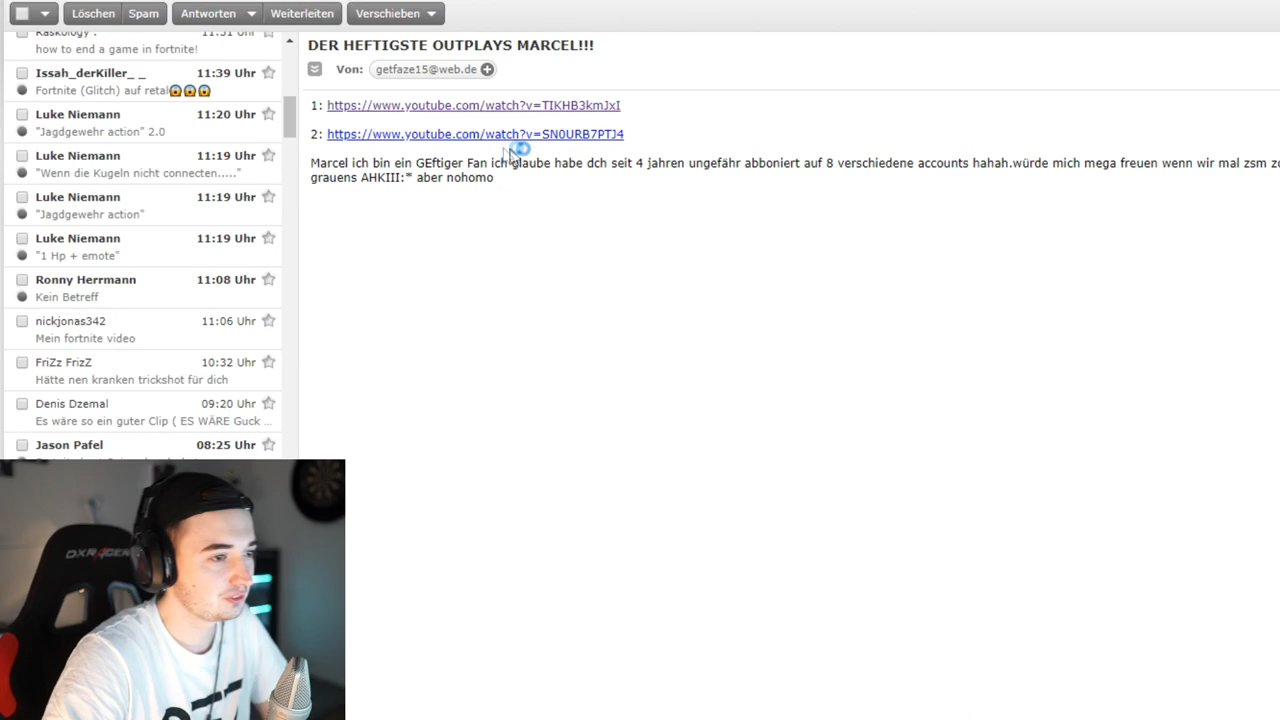 Löschen Spam Antworten Weiterleiten Verschieben
Raskology . 11:51 Uhr
how to end a game in fortnite!
Issah_derKiller_ _ 11:39 Uhr
Fortnite (Glitch) auf retal😱😱😱
Luke Niemann 11:20 Uhr
"Jagdgewehr action" 2.0
Luke Niemann 11:19 Uhr
"Wenn die Kugeln nicht connecten....."
Luke Niemann 11:19 Uhr
"Jagdgewehr action"
Luke Niemann 11:19 Uhr
"1 Hp + emote"
Ronny Herrmann 11:08 Uhr
Kein Betreff
nickjonas342 11:06 Uhr
Mein fortnite video
FriZz FrizZ 10:32 Uhr
Hätte nen kranken trickshot für dich
Denis Dzemal 09:20 Uhr
Es wäre so ein guter Clip ( ES WÄRE Guck ...
Jason Pafel 08:25 Uhr
DER HEFTIGSTE OUTPLAYS MARCEL!!!
Von: getfaze15@web.de
1: https://www.youtube.com/watch?v=TIKHB3kmJxI
2: https://www.youtube.com/watch?v=SN0URB7PTJ4
Marcel ich bin ein GEftiger Fan ich glaube habe dch seit 4 jahren ungefähr abboniert auf 8 verschiedene accounts hahah.würde mich mega freuen wenn wir mal zsm zo
grauens AHKIII:* aber nohomo
DXRACER